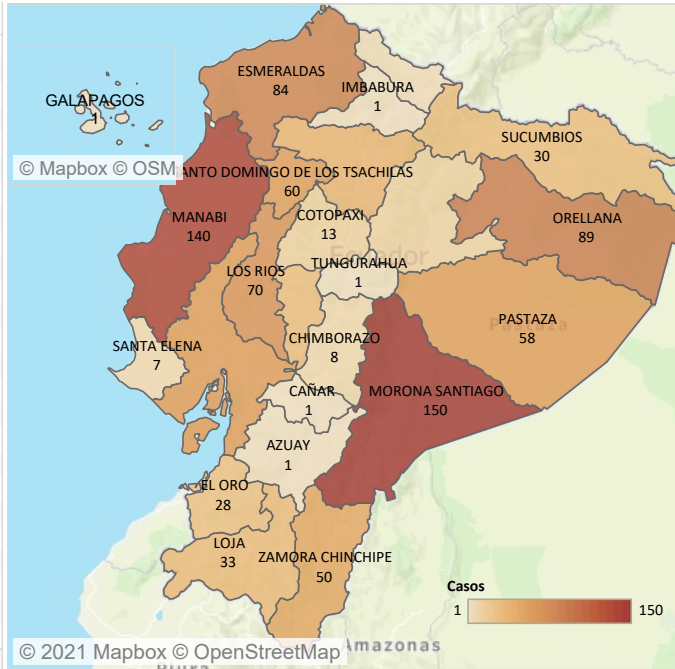 ESMERALDAS
84
IMBABURA
1
GALAPAGOS
1
SUCUMBIOS
30
© Mapbox © OSM
ANTO DOMINGO DE LOS TSACHILAS
60
MANABI
140
COTOPAXI
13
ORELLANA
89
Ecuador
LOS RIOS
70
TUNGURAHUA
1
PASTAZA
Pastaza
58
SANTA ELENA
7
CHIMBORAZO
8
CAÑAR
1
MORONA SANTIAGO
150
AZUAY
1
EL ORO
28
LOJA
33
ZAMORA CHINCHIPE
50
Casos
1 150
© 2021 Mapbox © OpenStreetMap
Amazonas